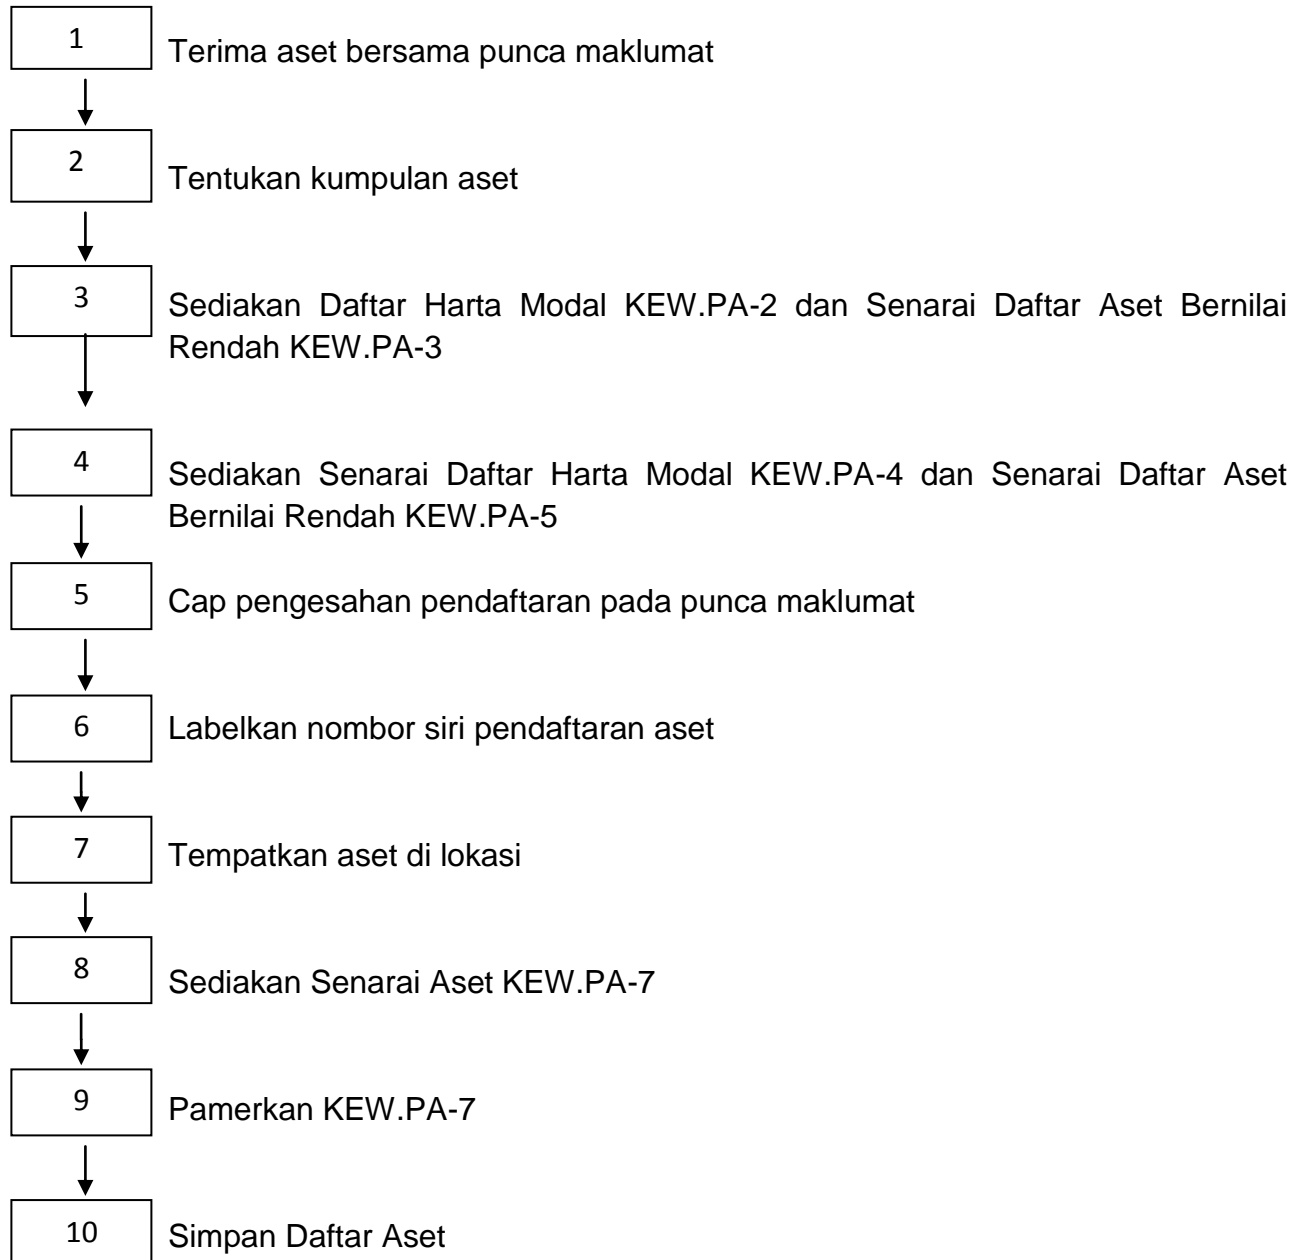 1
Terima aset bersama punca maklumat
2
Tentukan kumpulan aset
3
Sediakan Daftar Harta Modal KEW.PA-2 dan Senarai Daftar Aset Bernilai
Rendah KEW.PA-3
4
Sediakan Senarai Daftar Harta Modal KEW.PA-4 dan Senarai Daftar Aset
Bernilai Rendah KEW.PA-5
5
Cap pengesahan pendaftaran pada punca maklumat
6
Labelkan nombor siri pendaftaran aset
7
Tempatkan aset di lokasi
8
Sediakan Senarai Aset KEW.PA-7
9
Pamerkan KEW.PA-7
10
Simpan Daftar Aset